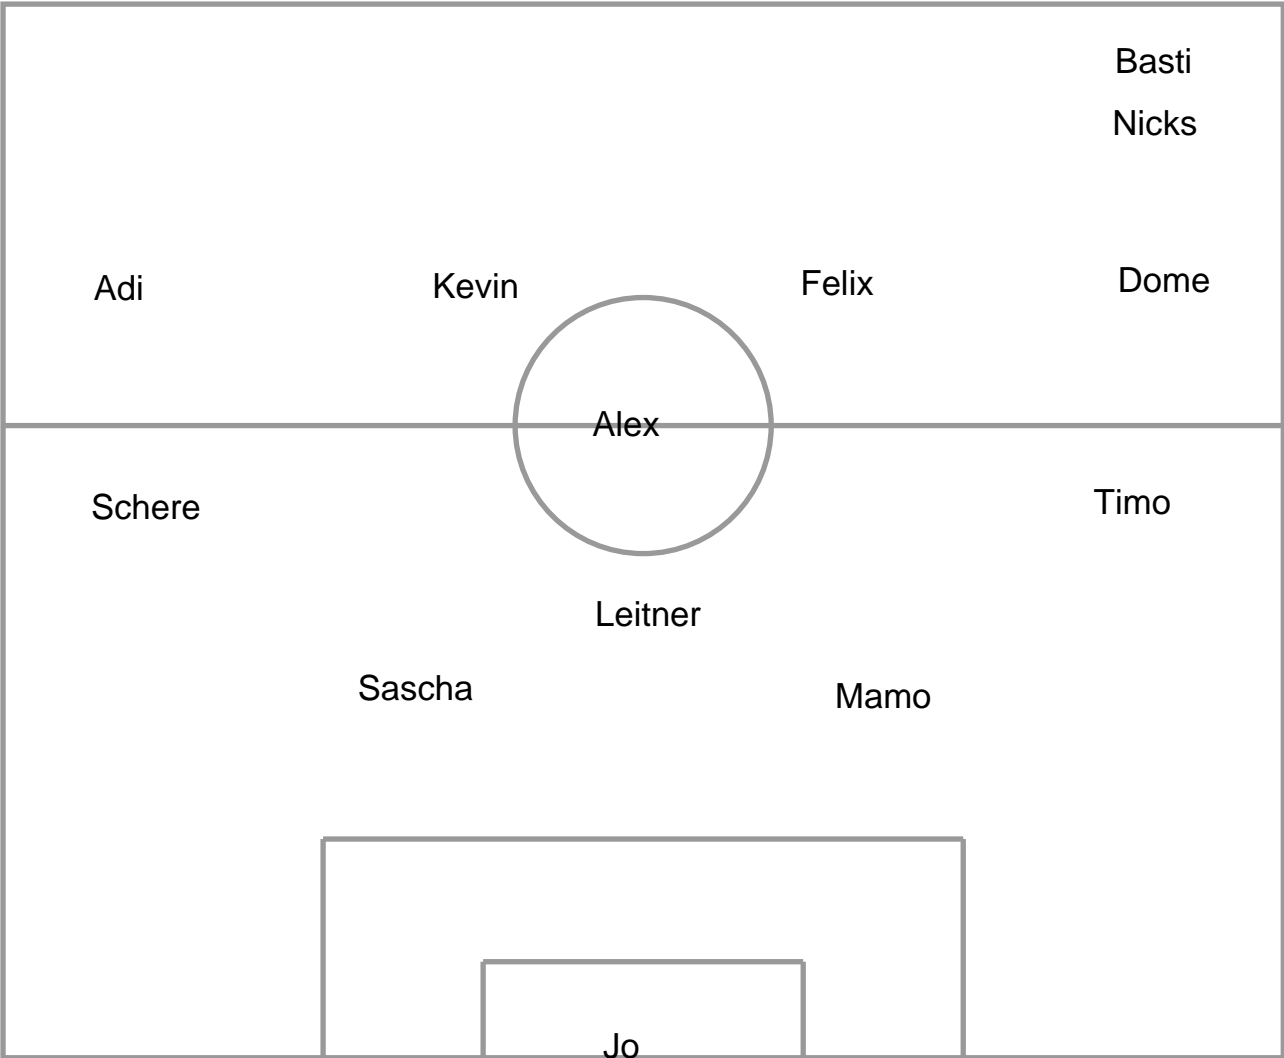 Basti
Nicks
Adi Kevin Felix Dome
Alex
Schere Timo
Leitner
Sascha Mamo
Jo